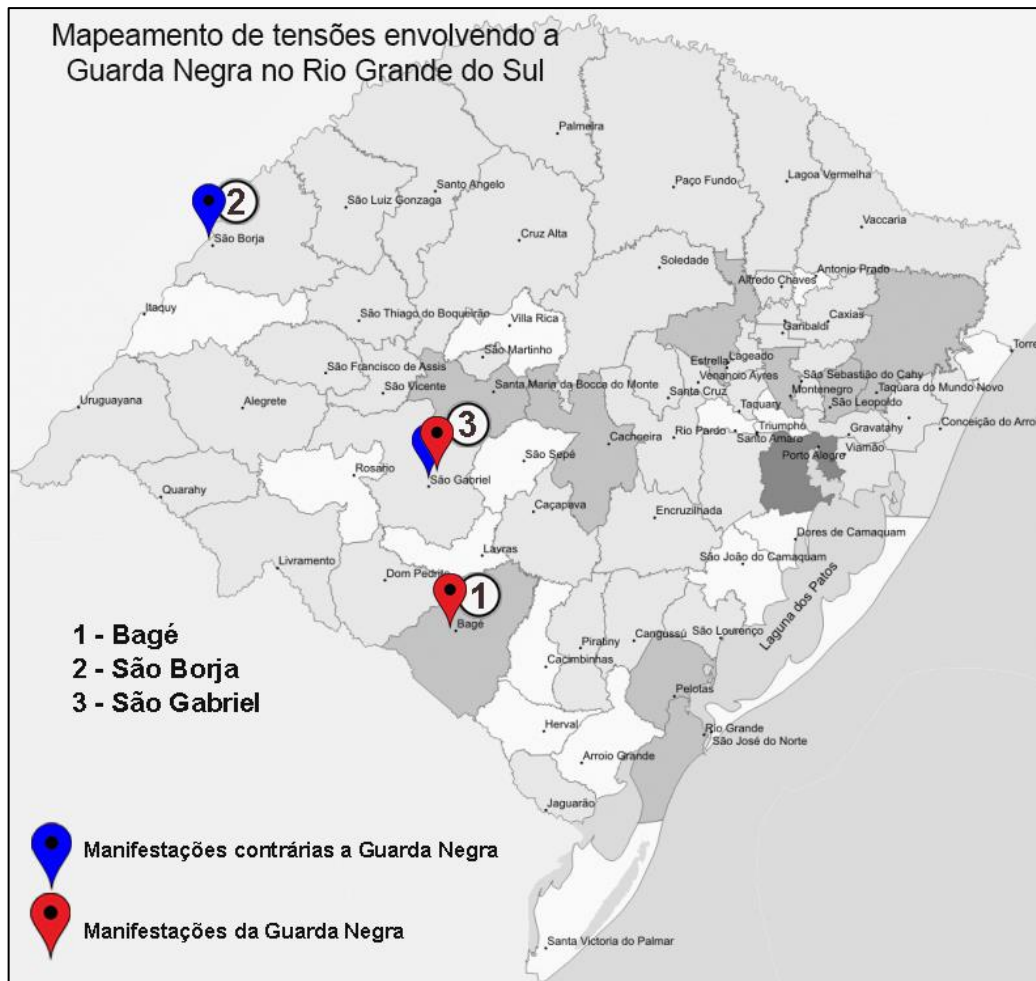 Mapeamento de tensões envolvendo a
Guarda Negra no Rio Grande do Sul
Palmeira
Lagoa Vermelha
Paço Fundo
Santo Angelo
2
São Luiz Gonzaga
Vaccaria
Cruz Alta
São Borja
Soledade
Antonio Prado
Alfredo Chaves
Itaquy
São Thiago do Boqueirão
Villa Rica
Caxias
Garibaldi
São Martinho
Torre
Estrella
Lageado
São Francisco de Assis
Venancio Ayres
São Sebastião do Cahy
São Vicente
Santa Maria da Bocca do Monte
Santa Cruz
Montenegro
Taquara do Mundo Novo
Uruguayana
Alegrete
São Leopoldo
Taquary
3
Rio Pardo
Triumpho
Gravatahy
Conceição do Arro
Cachoeira
Santo Amaro
Porto Alegre
Viamão
São Sepé
Rosario
São Gabriel
Quarahy
Caçapava
Encruzilhada
Dores de Camaquam
Lavras
São João do Camaquam
Livramento
Dom Pedrito
Laguna dos Patos
1
Bagé
1 - Bagé
2 - São Borja
3 - São Gabriel
Piratiny
Cangussú
São Lourenço
Cacimbinhas
Pelotas
Herval
Rio Grande
São José do Norte
Arroio Grande
Jaguarão
Manifestações contrárias a Guarda Negra
Manifestações da Guarda Negra
Santa Victoria do Palmar